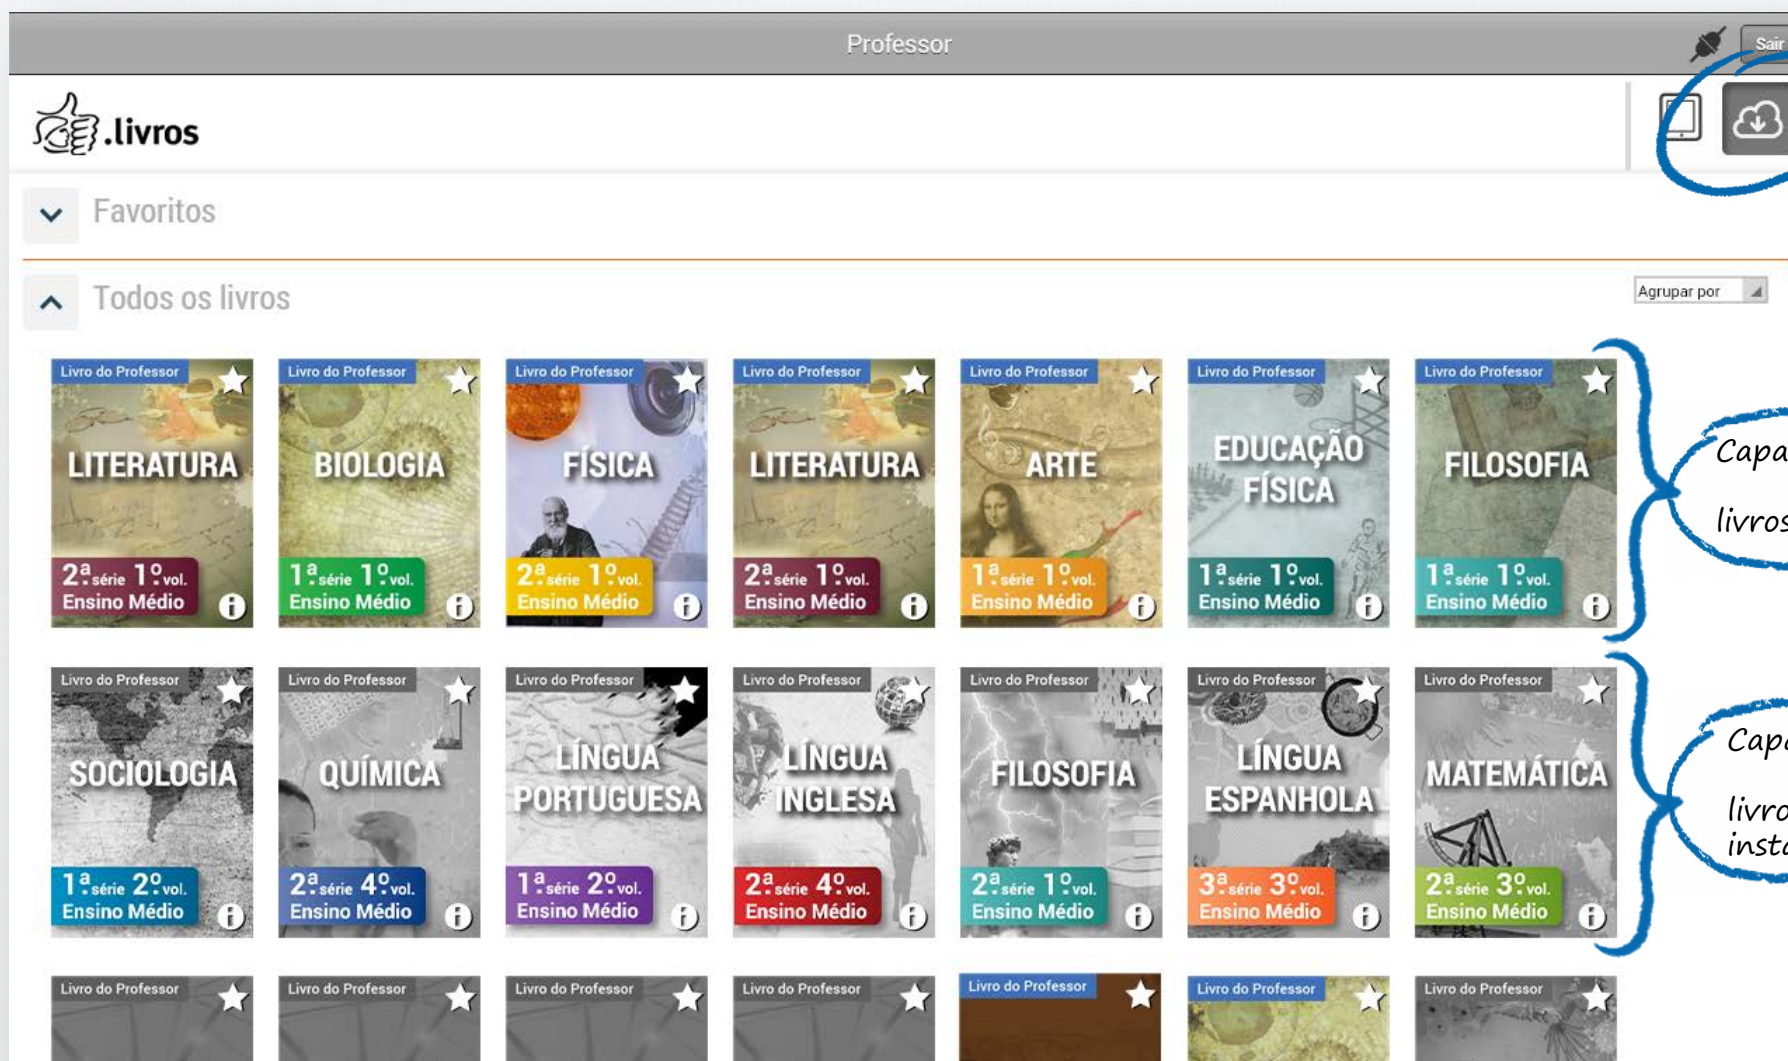 Professor
Sair
.livros
Favoritos
Todos os livros
Agrupar por
Livro do Professor
LITERATURA
2ª série 1º vol.
Ensino Médio
Livro do Professor
BIOLOGIA
1ª série 1º vol.
Ensino Médio
Livro do Professor
FÍSICA
2ª série 1º vol.
Ensino Médio
Livro do Professor
LITERATURA
2ª série 1º vol.
Ensino Médio
Livro do Professor
ARTE
1ª série 1º vol.
Ensino Médio
Livro do Professor
EDUCAÇÃO
FÍSICA
1ª série 1º vol.
Ensino Médio
Livro do Professor
FILOSOFIA
1ª série 1º vol.
Ensino Médio
Livro do Professor
SOCIOLOGIA
1ª série 2º vol.
Ensino Médio
Livro do Professor
QUÍMICA
2ª série 4º vol.
Ensino Médio
Livro do Professor
LÍNGUA
PORTUGUESA
1ª série 2º vol.
Ensino Médio
Livro do Professor
LÍNGUA
INGLESA
2ª série 4º vol.
Ensino Médio
Livro do Professor
FILOSOFIA
2ª série 1º vol.
Ensino Médio
Livro do Professor
LÍNGUA
ESPANHOLA
3ª série 3º vol.
Ensino Médio
Livro do Professor
MATEMÁTICA
2ª série 3º vol.
Ensino Médio
Livro do Professor
Livro do Professor
Livro do Professor
Livro do Professor
Livro do Professor
Livro do Professor
Livro do Professor